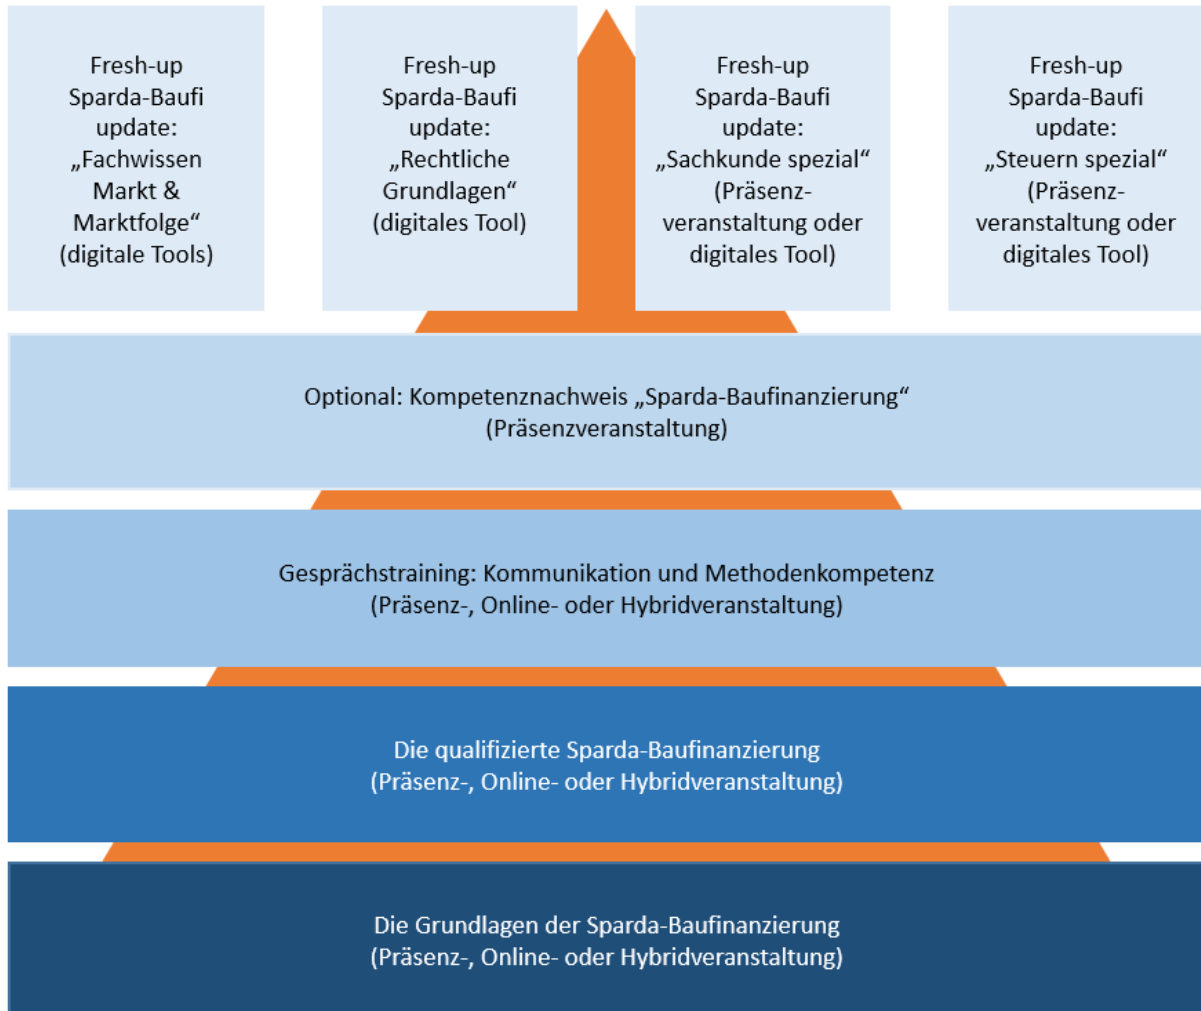 Fresh-up
Sparda-Baufi
update:
„Fachwissen
Markt &
Marktfolge“
(digitale Tools)
Fresh-up
Sparda-Baufi
update:
„Rechtliche
Grundlagen“
(digitales Tool)
Fresh-up
Sparda-Baufi
update:
„Sachkunde spezial“
(Präsenz-
veranstaltung oder
digitales Tool)
Fresh-up
Sparda-Baufi
update:
„Steuern spezial“
(Präsenz-
veranstaltung oder
digitales Tool)
Optional: Kompetenznachweis „Sparda-Baufinanzierung“
(Präsenzveranstaltung)
Gesprächstraining: Kommunikation und Methodenkompetenz
(Präsenz-, Online- oder Hybridveranstaltung)
Die qualifizierte Sparda-Baufinanzierung
(Präsenz-, Online- oder Hybridveranstaltung)
Die Grundlagen der Sparda-Baufinanzierung
(Präsenz-, Online- oder Hybridveranstaltung)